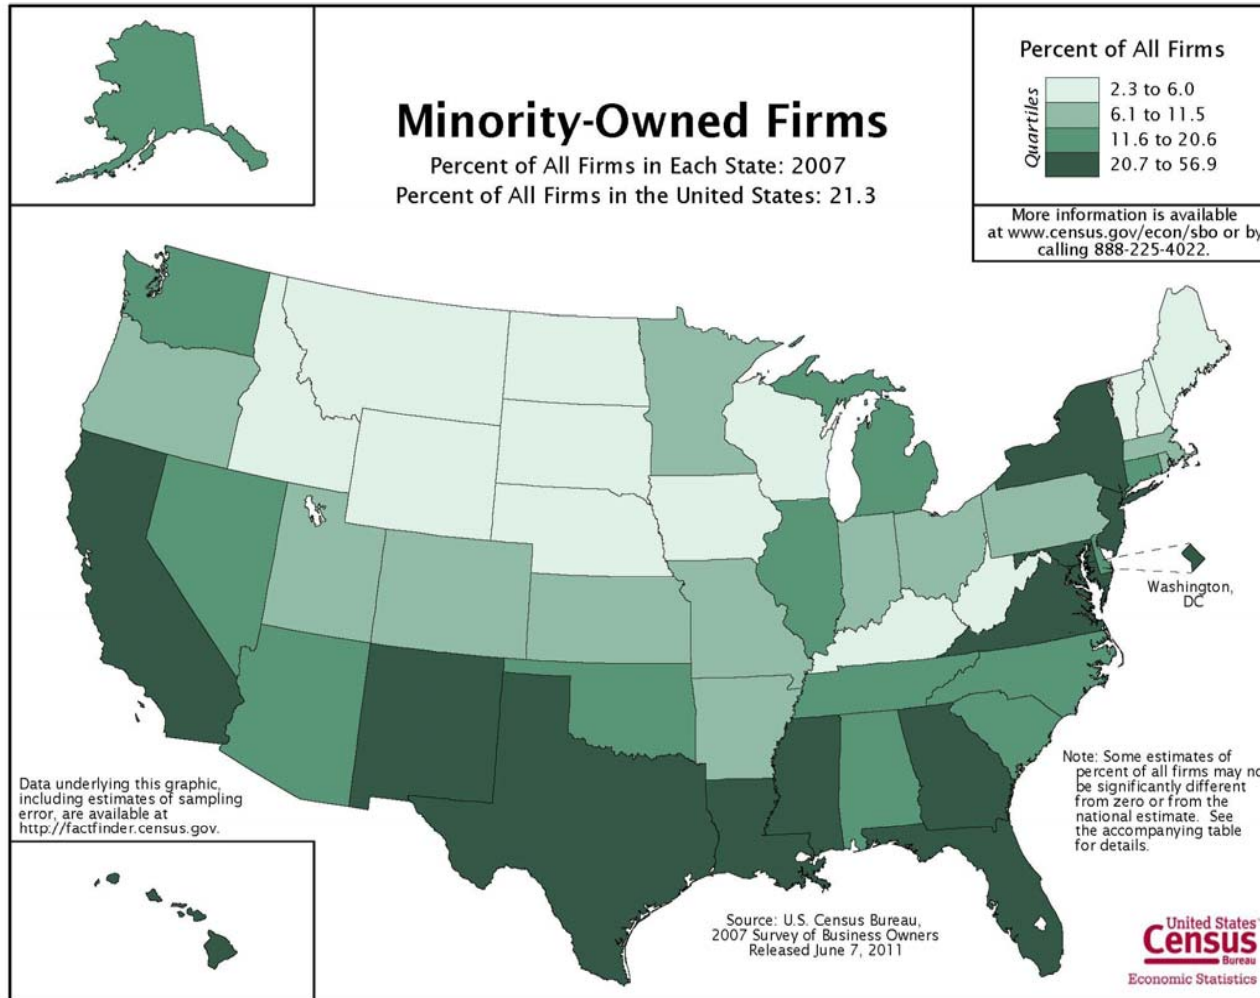 Minority-Owned Firms
Percent of All Firms in Each State: 2007
Percent of All Firms in the United States: 21.3
Percent of All Firms
Quartiles
2.3 to 6.0
6.1 to 11.5
11.6 to 20.6
20.7 to 56.9
More information is available
at www.census.gov/econ/sbo or by
calling 888-225-4022.
Washington,
DC
Data underlying this graphic,
including estimates of sampling
error, are available at
http://factfinder.census.gov.
Note: Some estimates of
percent of all firms may no
be significantly different
from zero or from the
national estimate. See
the accompanying table
for details.
Source: U.S. Census Bureau,
2007 Survey of Business Owners
Released June 7, 2011
United States
Census
Bureau
Economic Statistics